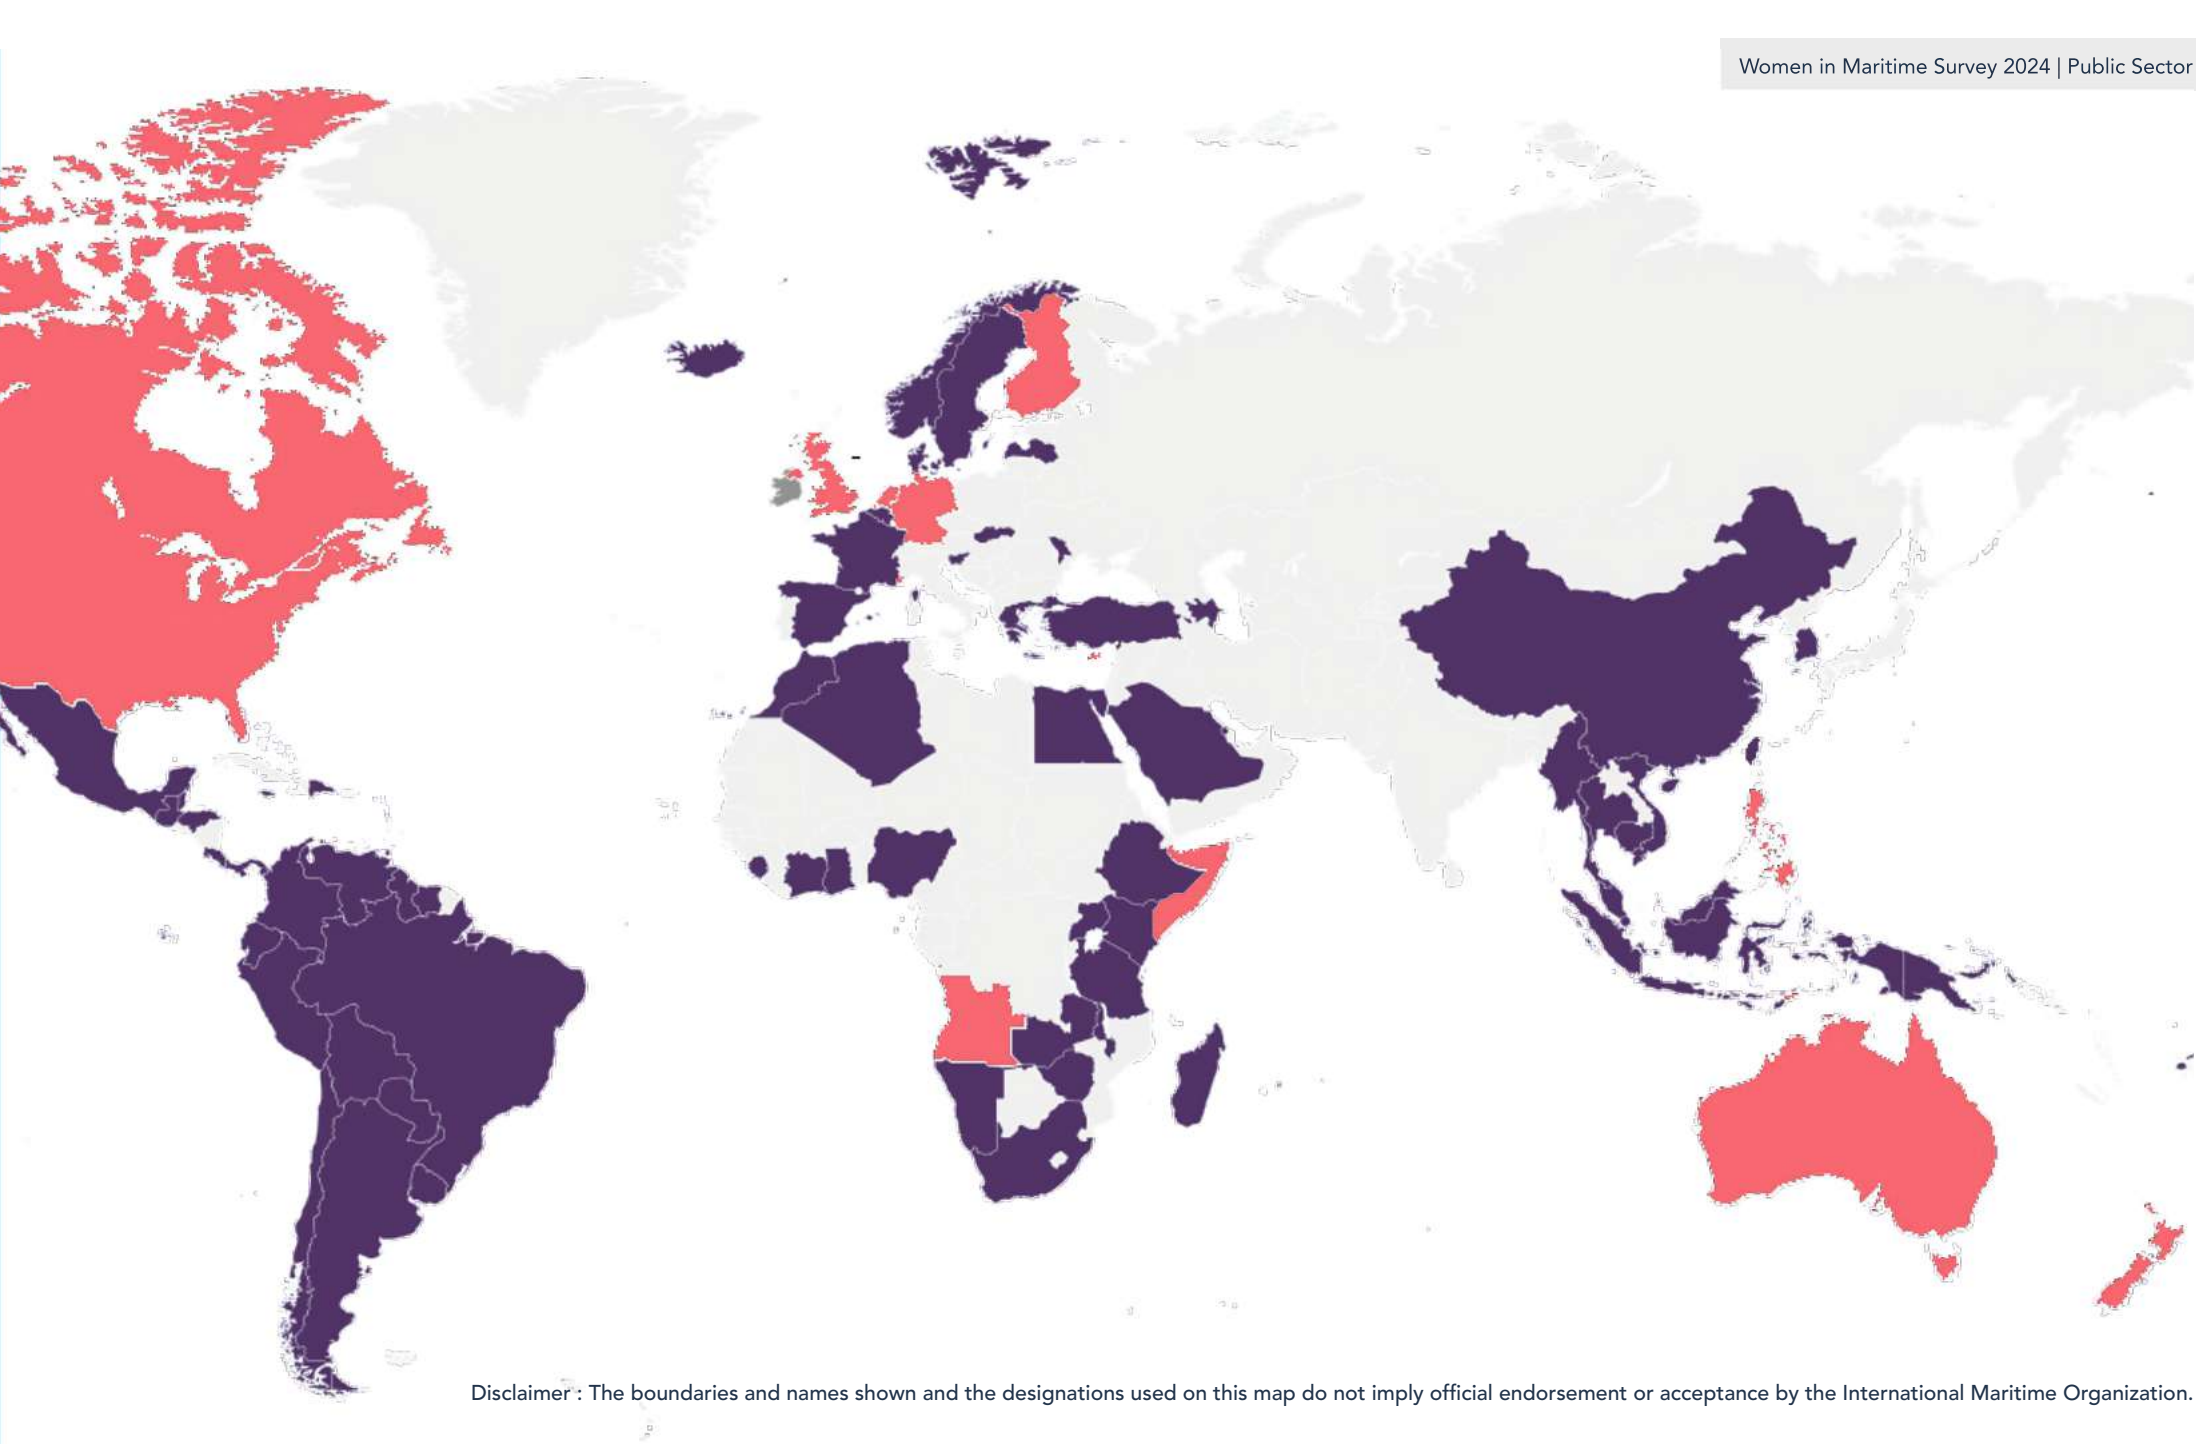 Women in Maritime Survey 2024 | Public Sector
Disclaimer : The boundaries and names shown and the designations used on this map do not imply official endorsement or acceptance by the International Maritime Organization.